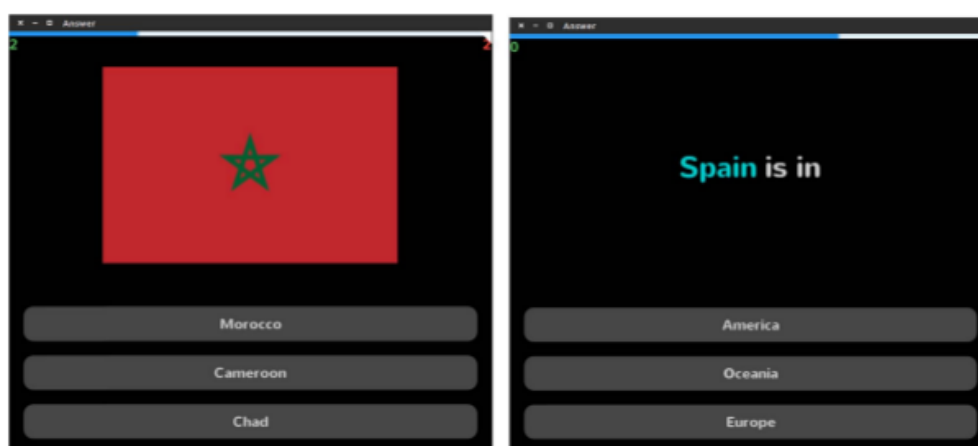 Answer
2 2
Morocco
Cameroon
Chad
Answer
0
Spain is in
America
Oceania
Europe